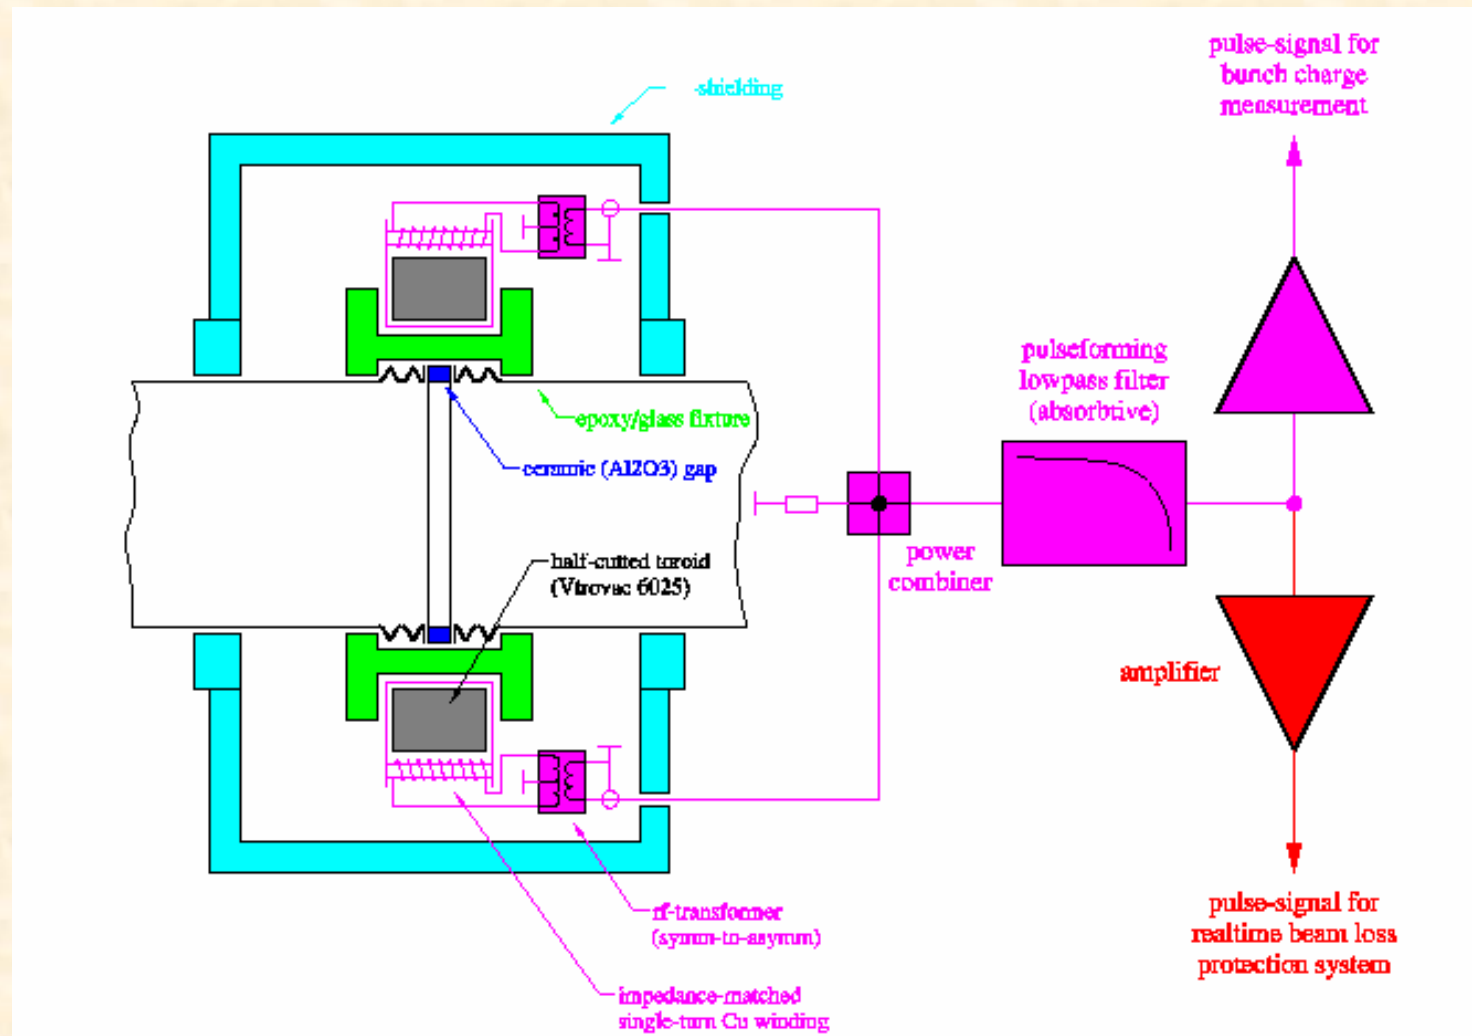 pulse-signal for
bunch charge
measurement
shielding
pulseforming
lowpass filter
(absorbtive)
epoxy/glass fixture
ceramic (Al2O3) gap
half-cutted toroid
(Vtrovac 6025)
power
combiner
amplifier
rf-transformer
(symm-to-asymm)
pulse-signal for
realtime beam loss
protection system
impedance-matched
single-turn Cu winding